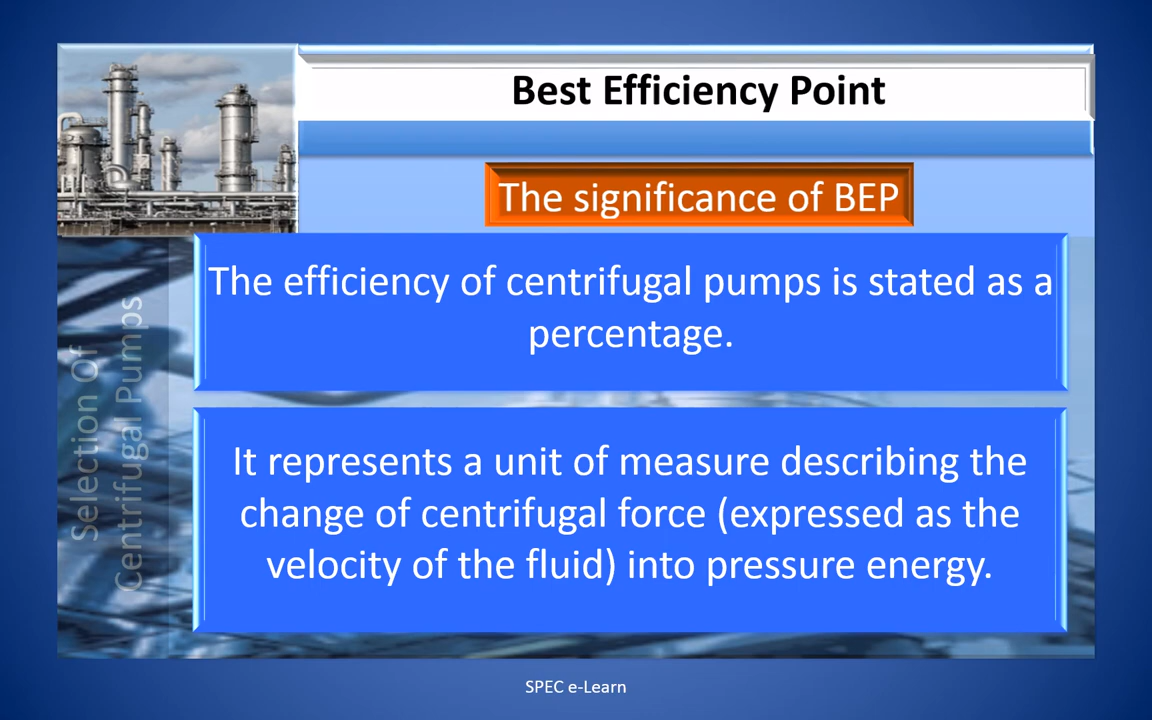 Best Efficiency Point
The significance of BEP
The efficiency of centrifugal pumps is stated as a
percentage.
It represents a unit of measure describing the
change of centrifugal force (expressed as the
velocity of the fluid) into pressure energy.
Selection Of
Centrifugal Pumps
SPEC e-Learn